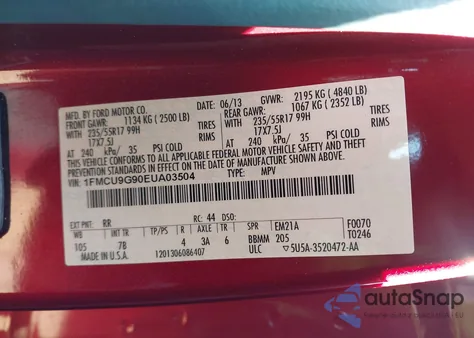 MFD. BY FORD MOTOR CO.
DATE: 06/13 GVWR: 2195 KG ( 4840 LB)
FRONT GAWR: 1134 KG ( 2500 LB) REAR GAWR: 1067 KG ( 2352 LB)
235/55R17 99H TIRES WITH 235/55R17 99H TIRES
17X7.5J RIMS 17X7.5J RIMS
AT 240 kPa/ 35 PSI COLD AT 240 kPa/ 35 PSI COLD
THIS VEHICLE CONFORMS TO ALL APPLICABLE FEDERAL MOTOR VEHICLE SAFETY,
BUMPER, AND THEFT PREVENTION STANDARDS IN EFFECT ON THE
DATE OF MANUFACTURE SHOWN ABOVE.
VIN: 1FMCU9G90EUA03504
TYPE: MPV
EXT PNT: RR RC: 44 DSO:
WB INT TR R AXLE TR SPR EM21A F0070
105 7B 4 3A 6 BBMM 205 T0246
MADE IN U.S.A. 1201306086407 ULC 5U5A-3520472-AA
autoSnap